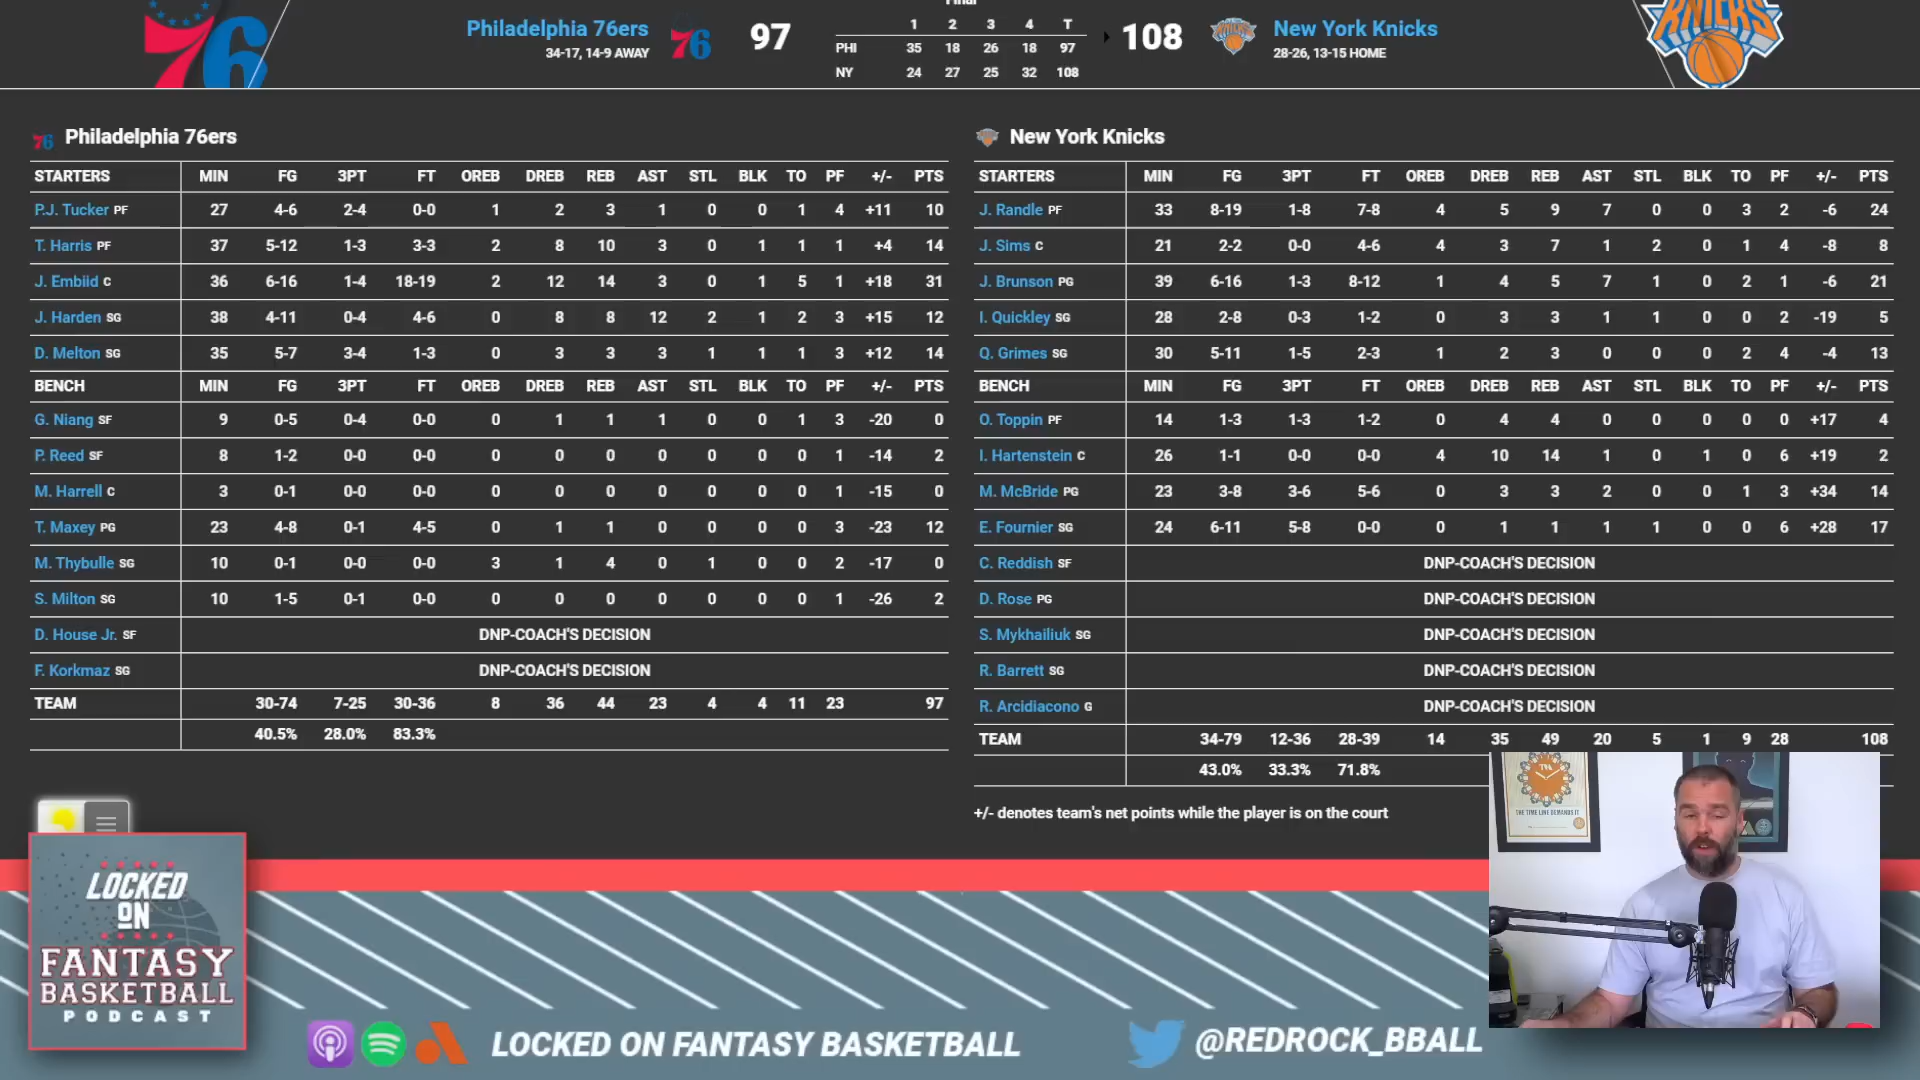 Final
Philadelphia 76ers
34-17, 14-9 AWAY
76
97
1 2 3 4 T
PHI 35 18 26 18 97
NY 24 27 25 32 108
108
KNICKS
New York Knicks
28-26, 13-15 HOME
Philadelphia 76ers
STARTERS MIN FG 3PT FT OREB DREB REB AST STL BLK TO PF +/- PTS
P.J. Tucker PF 27 4-6 2-4 0-0 1 2 3 1 0 0 1 4 +11 10
T. Harris PF 37 5-12 1-3 3-3 2 8 10 3 0 1 1 1 +4 14
J. Embiid C 36 6-16 1-4 18-19 2 12 14 3 0 1 5 1 +18 31
J. Harden SG 38 4-11 0-4 4-6 0 8 8 12 2 1 2 3 +15 12
D. Melton SG 35 5-7 3-4 1-3 0 3 3 3 1 1 1 3 +12 14
BENCH MIN FG 3PT FT OREB DREB REB AST STL BLK TO PF +/- PTS
G. Niang SF 9 0-5 0-4 0-0 0 1 1 1 0 0 1 3 -20 0
P. Reed SF 8 1-2 0-0 0-0 0 0 0 0 0 0 0 1 -14 2
M. Harrell C 3 0-1 0-0 0-0 0 0 0 0 0 0 0 1 -15 0
T. Maxey PG 23 4-8 0-1 4-5 0 1 1 0 0 0 0 3 -23 12
M. Thybulle SG 10 0-1 0-0 0-0 3 1 4 0 1 0 0 2 -17 0
S. Milton SG 10 1-5 0-1 0-0 0 0 0 0 0 0 0 1 -26 2
D. House Jr. SF DNP-COACH'S DECISION
F. Korkmaz SG DNP-COACH'S DECISION
TEAM 30-74 7-25 30-36 8 36 44 23 4 4 11 23 97
40.5% 28.0% 83.3%
New York Knicks
STARTERS MIN FG 3PT FT OREB DREB REB AST STL BLK TO PF +/- PTS
J. Randle PF 33 8-19 1-8 7-8 4 5 9 7 0 0 3 2 -6 24
J. Sims C 21 2-2 0-0 4-6 4 3 7 1 2 0 1 4 -8 8
J. Brunson PG 39 6-16 1-3 8-12 1 4 5 7 1 0 2 1 -6 21
I. Quickley SG 28 2-8 0-3 1-2 0 3 3 1 1 0 0 2 -19 5
Q. Grimes SG 30 5-11 1-5 2-3 1 2 3 0 0 0 2 4 -4 13
BENCH MIN FG 3PT FT OREB DREB REB AST STL BLK TO PF +/- PTS
O. Toppin PF 14 1-3 1-3 1-2 0 4 4 0 0 0 0 0 +17 4
I. Hartenstein C 26 1-1 0-0 0-0 4 10 14 1 0 1 0 6 +19 2
M. McBride PG 23 3-8 3-6 5-6 0 3 3 2 0 0 1 3 +34 14
E. Fournier SG 24 6-11 5-8 0-0 0 1 1 1 1 0 0 6 +28 17
C. Reddish SF DNP-COACH'S DECISION
D. Rose PG DNP-COACH'S DECISION
S. Mykhailiuk SG DNP-COACH'S DECISION
R. Barrett SG DNP-COACH'S DECISION
R. Arcidiacono G DNP-COACH'S DECISION
TEAM 34-79 12-36 28-39 14 35 49 20 5 1 9 28 108
43.0% 33.3% 71.8%
+/- denotes team's net points while the player is on the court
TVA
THE TIME LINE DEMANDS IT
LOCKED
ON
FANTASY
BASKETBALL
PODCAST
LOCKED ON FANTASY BASKETBALL
@REDROCK_BBALL